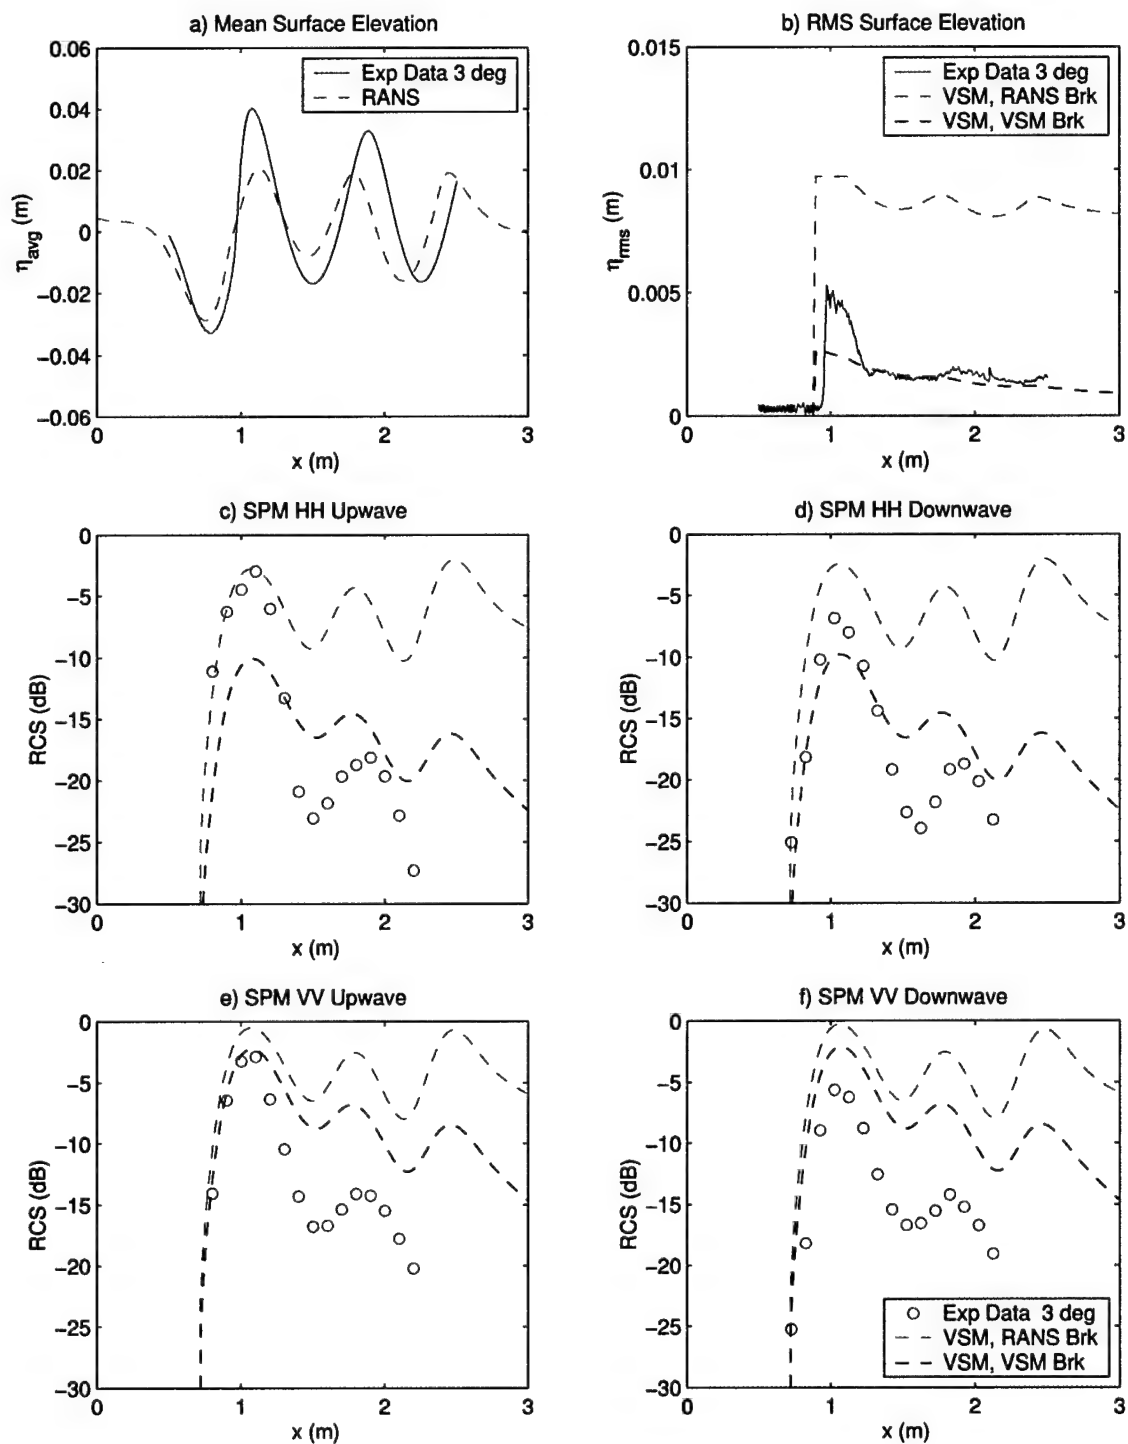 a) Mean Surface Elevation
0.06
0.04
0.02
0
−0.02
−0.04
−0.06
ηavg (m)
Exp Data 3 deg
RANS
0 1 2 3
x (m)
b) RMS Surface Elevation
0.015
0.01
0.005
0
ηrms (m)
Exp Data 3 deg
VSM, RANS Brk
VSM, VSM Brk
0 1 2 3
x (m)
c) SPM HH Upwave
0
−5
−10
−15
−20
−25
−30
RCS (dB)
0 1 2 3
x (m)
d) SPM HH Downwave
0
−5
−10
−15
−20
−25
−30
RCS (dB)
0 1 2 3
x (m)
e) SPM VV Upwave
0
−5
−10
−15
−20
−25
−30
RCS (dB)
0 1 2 3
x (m)
f) SPM VV Downwave
0
−5
−10
−15
−20
−25
−30
RCS (dB)
Exp Data 3 deg
VSM, RANS Brk
VSM, VSM Brk
0 1 2 3
x (m)